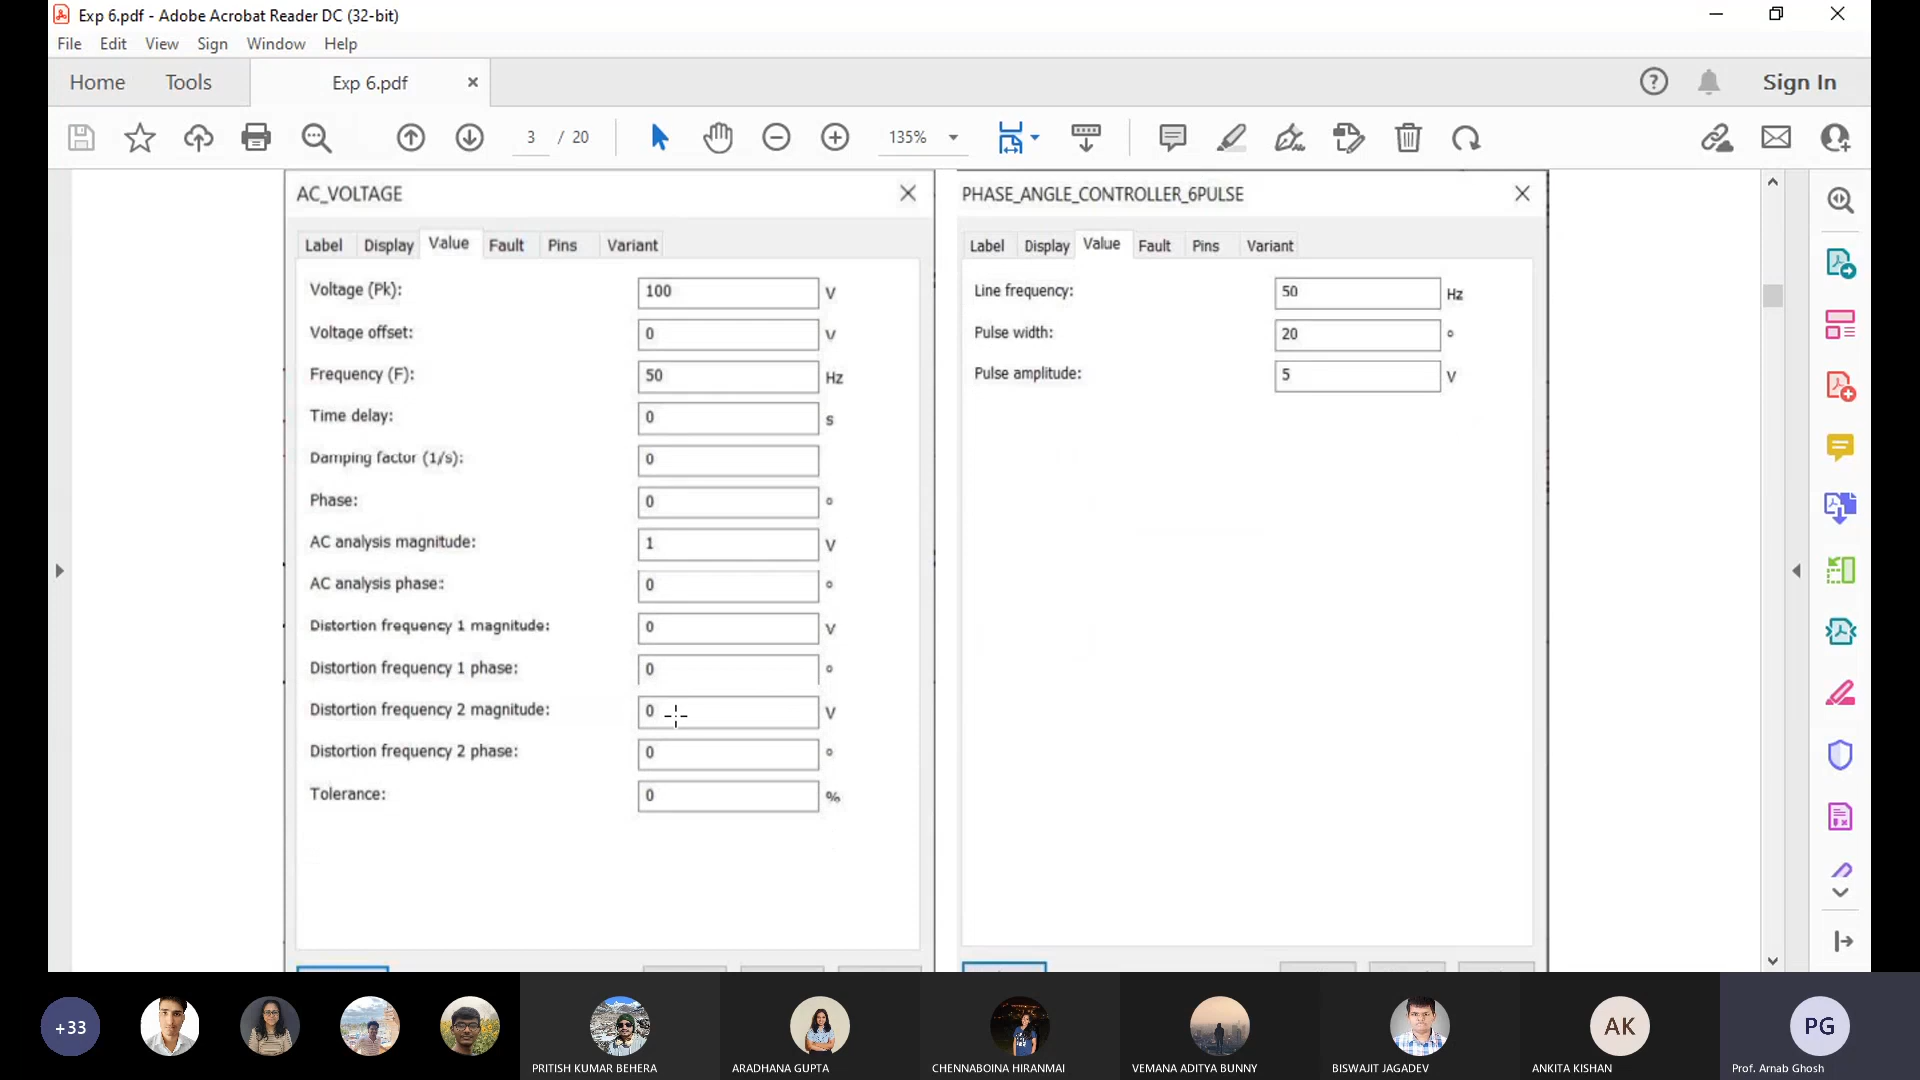 Exp 6.pdf - Adobe Acrobat Reader DC (32-bit)
File Edit View Sign Window Help
Home Tools Exp 6.pdf Sign In
3 / 20 135%
AC_VOLTAGE
Label Display Value Fault Pins Variant
Voltage (Pk): 100 V
Voltage offset: 0 V
Frequency (F): 50 Hz
Time delay: 0 s
Damping factor (1/s): 0
Phase: 0 °
AC analysis magnitude: 1 V
AC analysis phase: 0 °
Distortion frequency 1 magnitude: 0 V
Distortion frequency 1 phase: 0 °
Distortion frequency 2 magnitude: 0 V
Distortion frequency 2 phase: 0 °
Tolerance: 0 %
PHASE_ANGLE_CONTROLLER_6PULSE
Label Display Value Fault Pins Variant
Line frequency: 50 Hz
Pulse width: 20 °
Pulse amplitude: 5 V
+33
AK
PG
PRITISH KUMAR BEHERA
ARADHANA GUPTA
CHENNABOINA HIRANMAI
VEMANA ADITYA BUNNY
BISWAJIT JAGADEV
ANKITA KISHAN
Prof. Arnab Ghosh